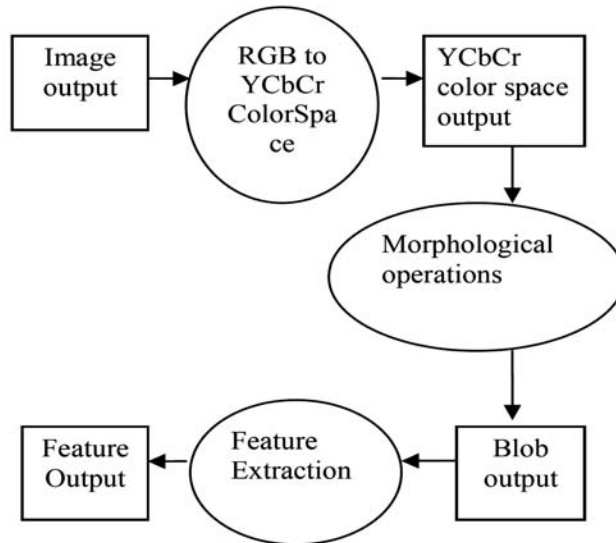 Image
output
RGB to
YCbCr
ColorSpa
ce
YCbCr
color space
output
Morphological
operations
Blob
output
Feature
Extraction
Feature
Output